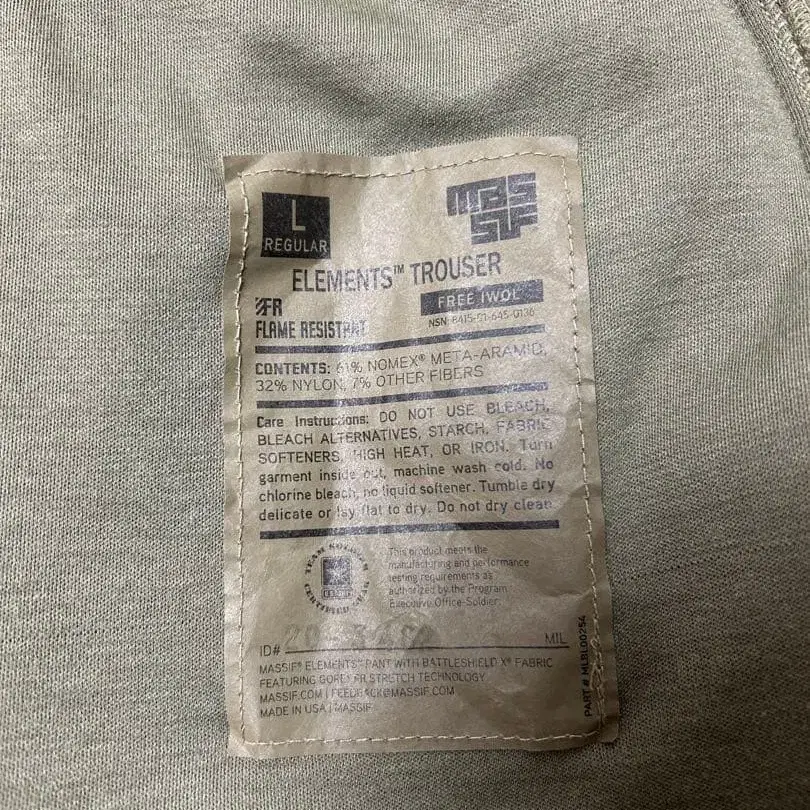 L
REGULAR
MASSIF
ELEMENTS™ TROUSER
FR
FLAME RESISTANT
FREE IWOL
NSN: 8415-01-645-0136
CONTENTS: 61% NOMEX® META-ARAMID,
32% NYLON, 7% OTHER FIBERS
Care Instructions: DO NOT USE BLEACH,
BLEACH ALTERNATIVES, STARCH, FABRIC
SOFTENERS, HIGH HEAT, OR IRON. Turn
garment inside out, machine wash cold. No
chlorine bleach, no liquid softener. Tumble dry
delicate or lay flat to dry. Do not dry clean
TEAM SOLDIER
CERTIFIED GEAR
This product meets the
manufacturing and performance
testing requirements as
authorized by the Program
Executive Office-Soldier.
ID#
MIL
MASSIF® ELEMENTS™ PANT WITH BATTLESHIELD X® FABRIC
FEATURING GORE® FR STRETCH TECHNOLOGY
MASSIF.COM | FEEDBACK@MASSIF.COM
MADE IN USA | MASSIF
PART # MLBL00254